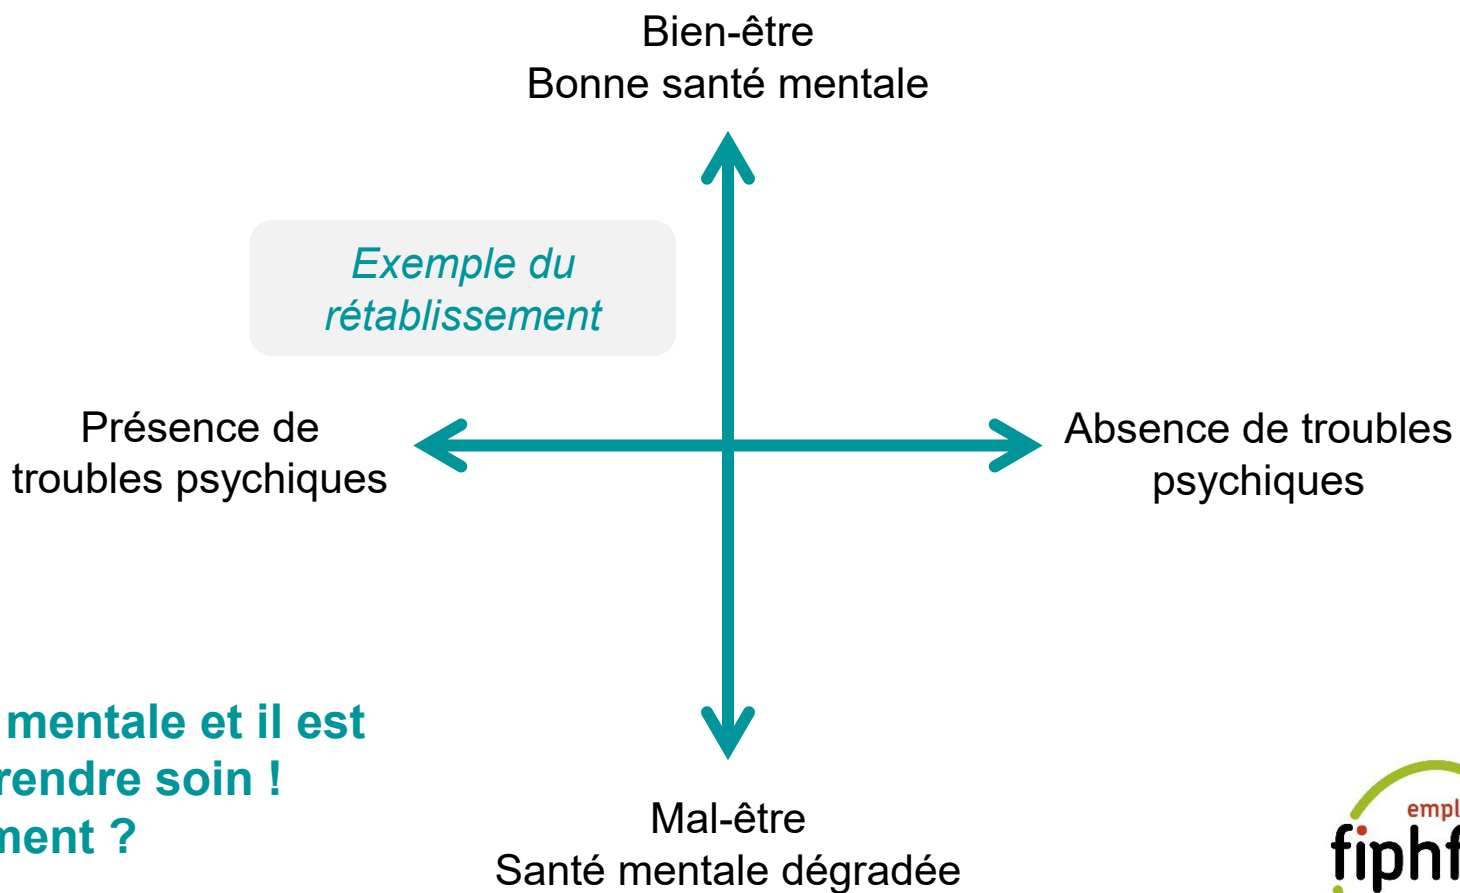 Bien-être
Bonne santé mentale
Exemple du
rétablissement
Présence de
troubles psychiques
Absence de troubles
psychiques
mentale et il est
rendre soin !
ment ?
Mal-être
Santé mentale dégradée
empl
fiphf